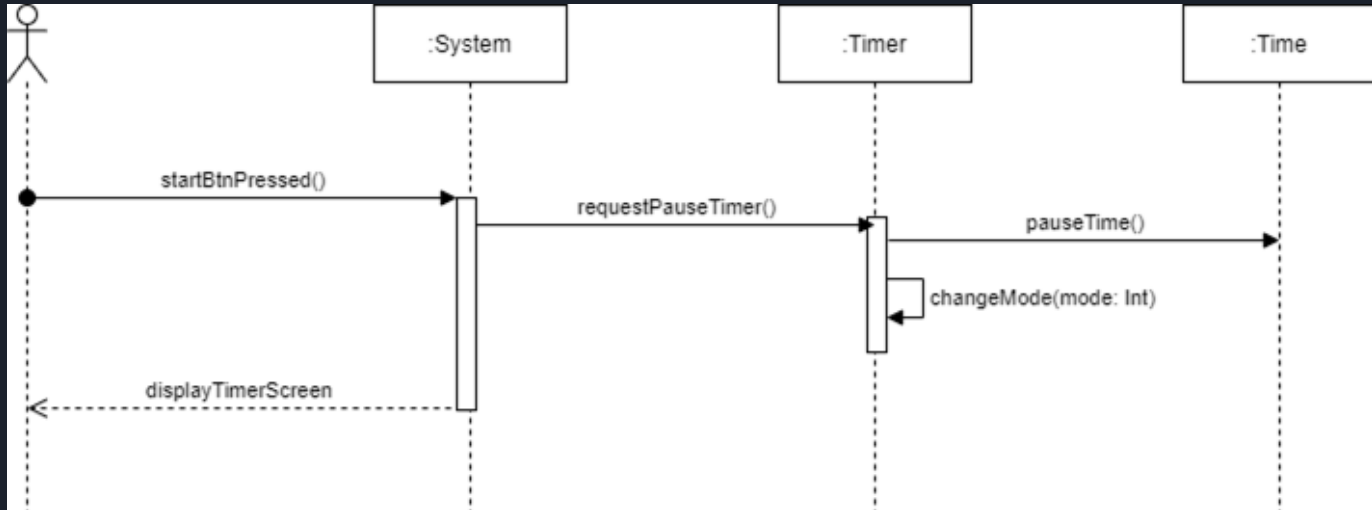 :System
:Timer
:Time
startBtnPressed()
requestPauseTimer()
pauseTime()
changeMode(mode: Int)
displayTimerScreen